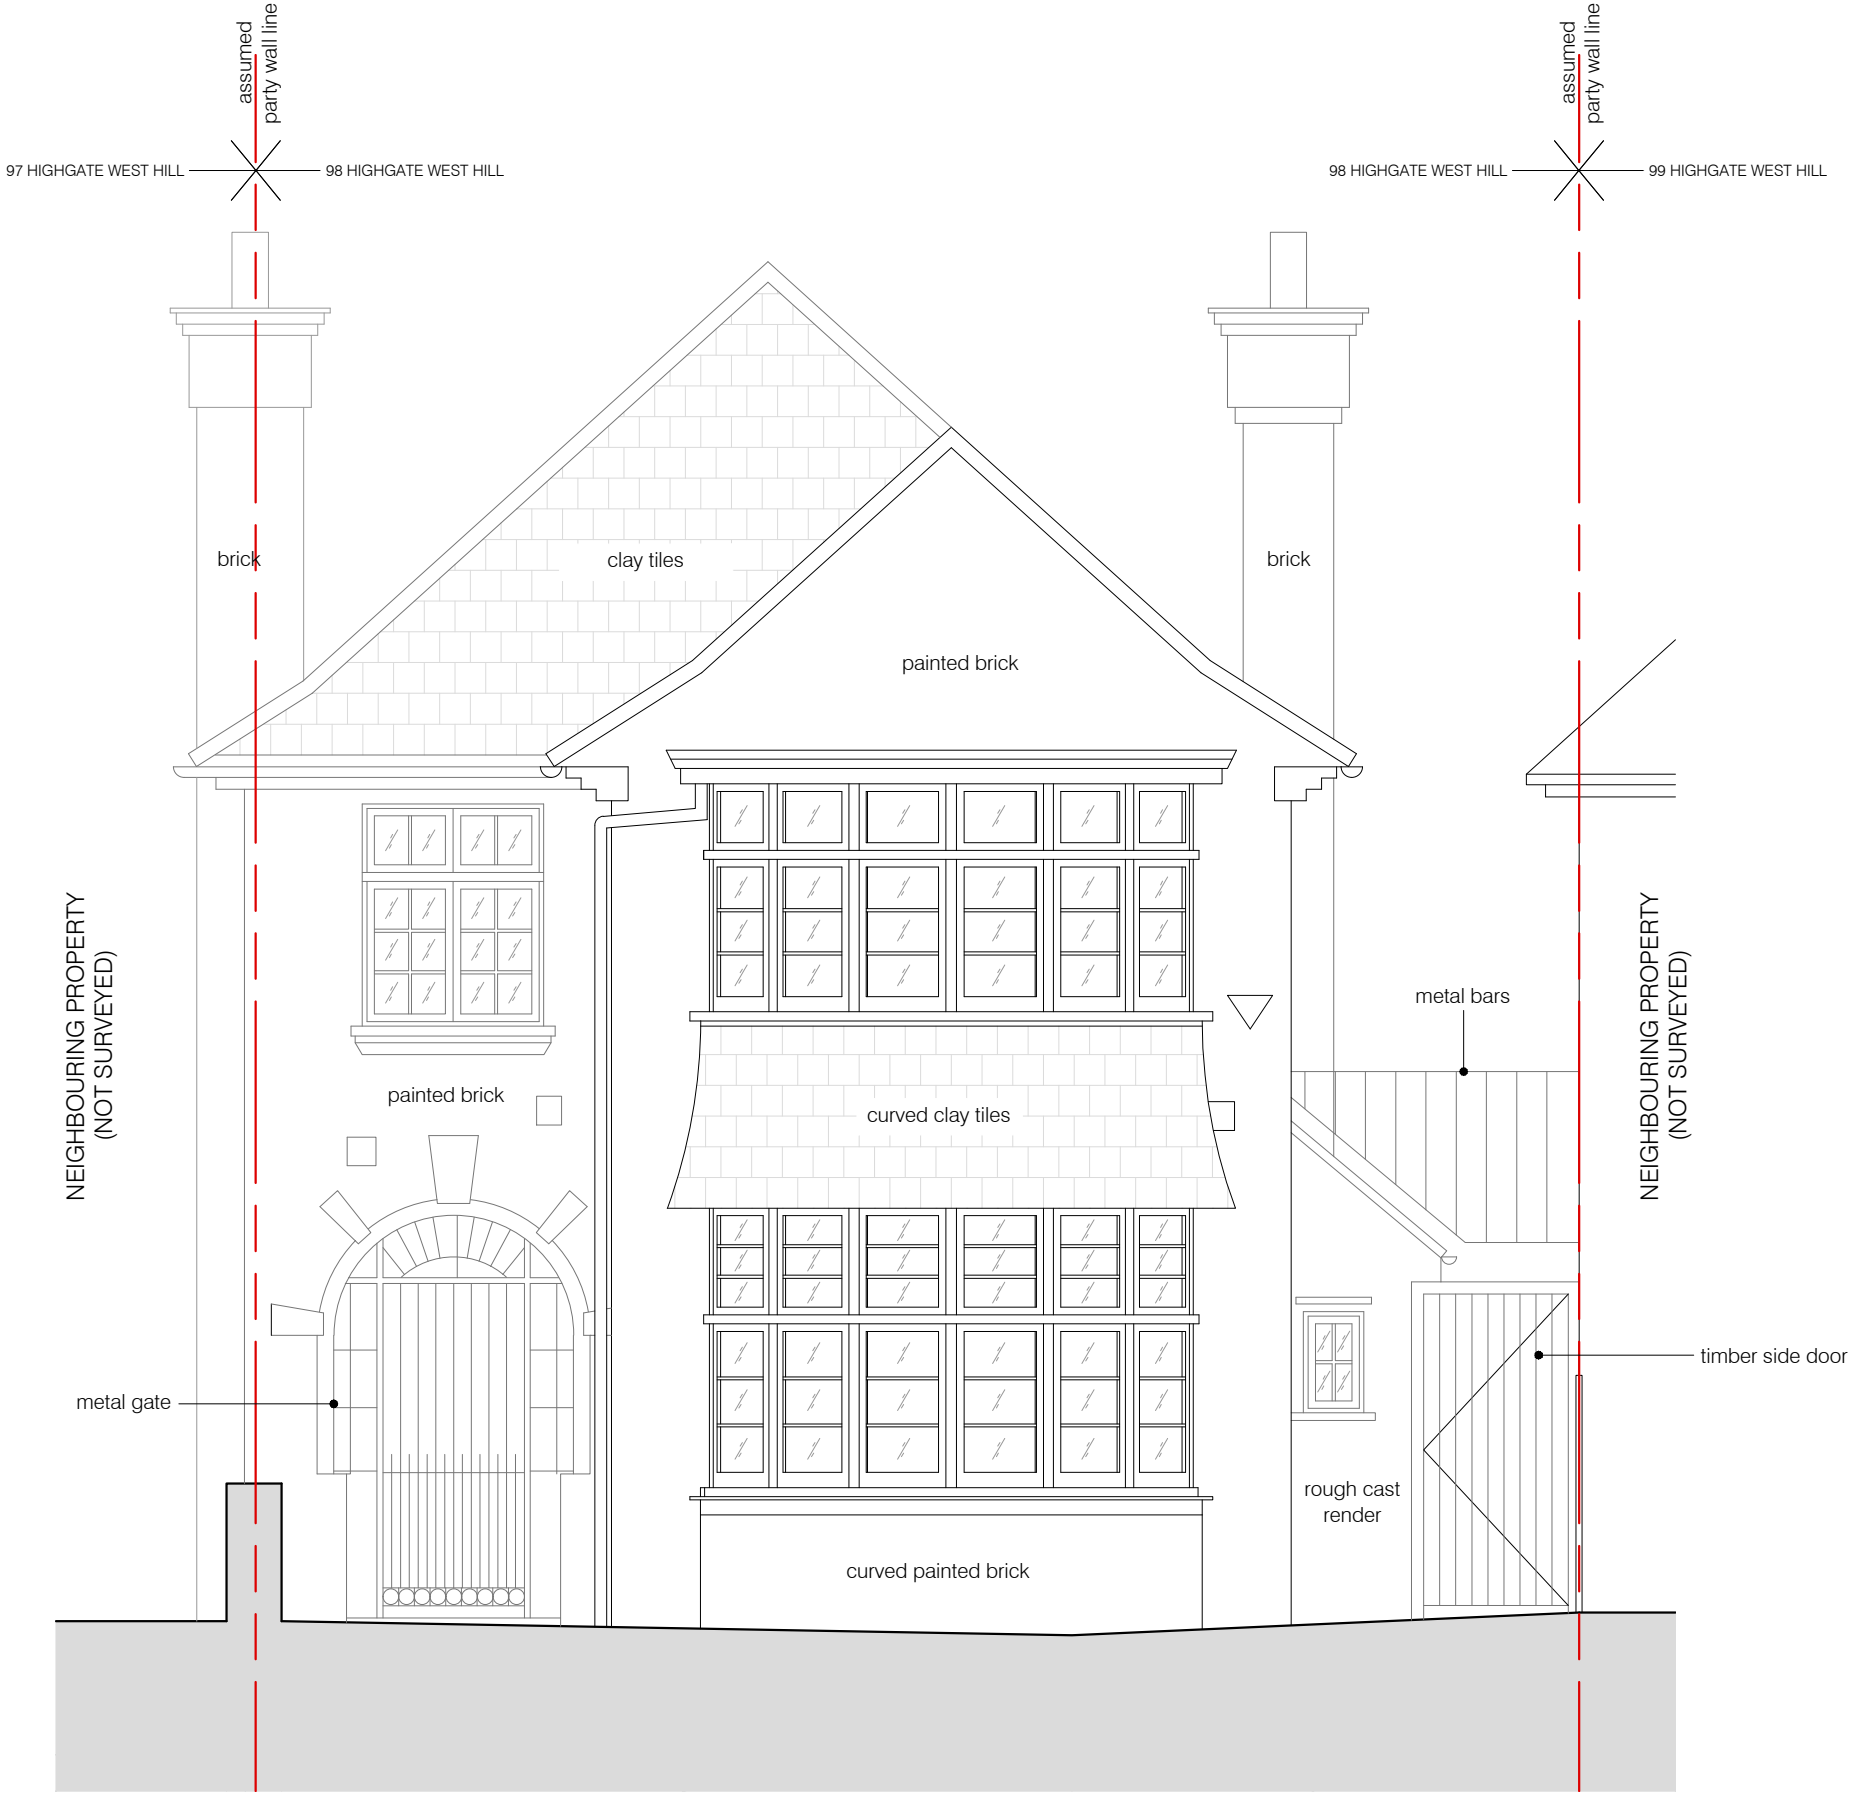 assumed
party wall line
assumed
party wall line
97 HIGHGATE WEST HILL
98 HIGHGATE WEST HILL
98 HIGHGATE WEST HILL
99 HIGHGATE WEST HILL
brick
clay tiles
brick
painted brick
NEIGHBOURING PROPERTY
(NOT SURVEYED)
NEIGHBOURING PROPERTY
(NOT SURVEYED)
metal bars
painted brick
curved clay tiles
timber side door
metal gate
rough cast
render
curved painted brick